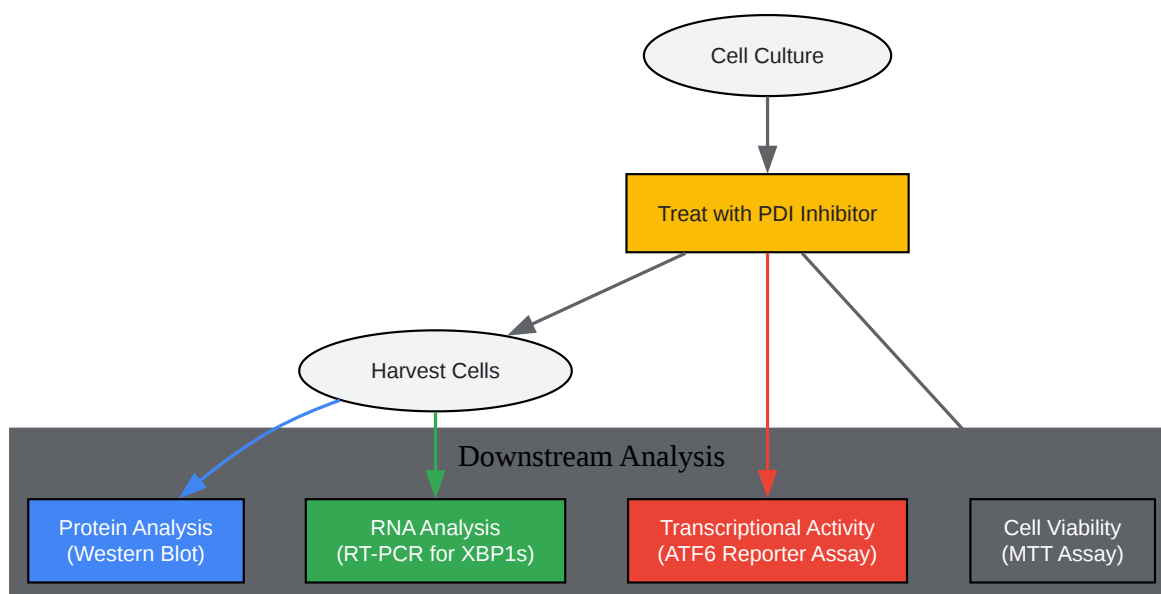 Cell Culture
Treat with PDI Inhibitor
Harvest Cells
Downstream Analysis
Protein Analysis
(Western Blot)
RNA Analysis
(RT-PCR for XBP1s)
Transcriptional Activity
(ATF6 Reporter Assay)
Cell Viability
(MTT Assay)